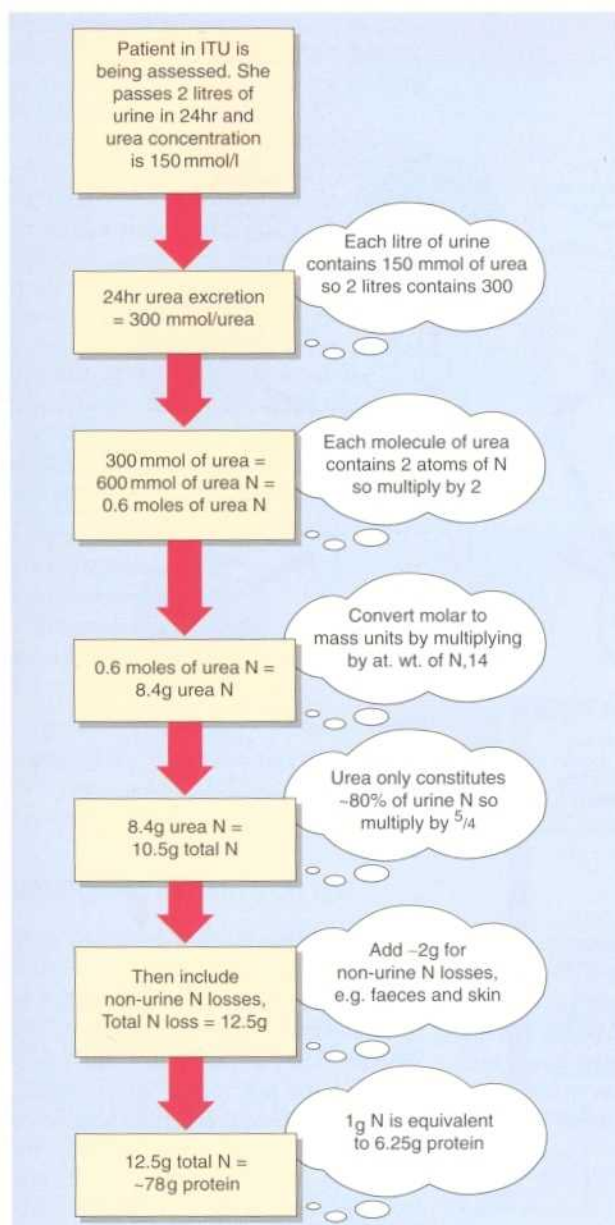 Patient in ITU is
being assessed. She
passes 2 litres of
urine in 24hr and
urea concentration
is 150 mmol/l
Each litre of urine
contains 150 mmol of urea
so 2 litres contains 300
24hr urea excretion
= 300 mmol/urea
Each molecule of urea
contains 2 atoms of N
so multiply by 2
300 mmol of urea =
600 mmol of urea N =
0.6 moles of urea N
Convert molar to
mass units by multiplying
by at. wt. of N,14
0.6 moles of urea N =
8.4g urea N
Urea only constitutes
~80% of urine N so
multiply by 5/4
8.4g urea N =
10.5g total N
Add ~2g for
non-urine N losses,
e.g. faeces and skin
Then include
non-urine N losses,
Total N loss = 12.5g
1g N is equivalent
to 6.25g protein
12.5g total N =
~78g protein